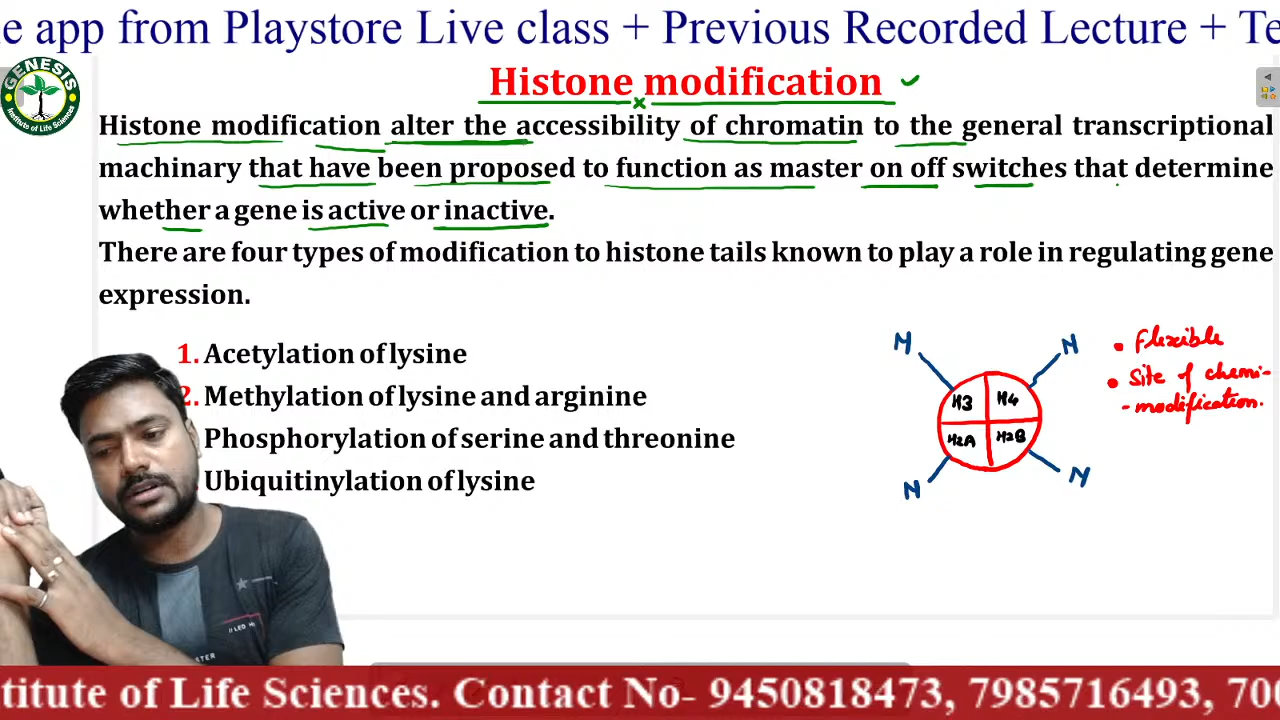 e app from Playstore Live class + Previous Recorded Lecture + Te
GENESIS
Institute of Life Sciences
Histone modification
Histone modification alter the accessibility of chromatin to the general transcriptional
machinary that have been proposed to function as master on off switches that determine
whether a gene is active or inactive.
There are four types of modification to histone tails known to play a role in regulating gene
expression.
1. Acetylation of lysine
2. Methylation of lysine and arginine
Phosphorylation of serine and threonine
Ubiquitinylation of lysine
N
N
H3 H4
H2A H2B
N
N
• Flexible
• Site of chemi-
- modification.
titute of Life Sciences. Contact No- 9450818473, 7985716493, 700